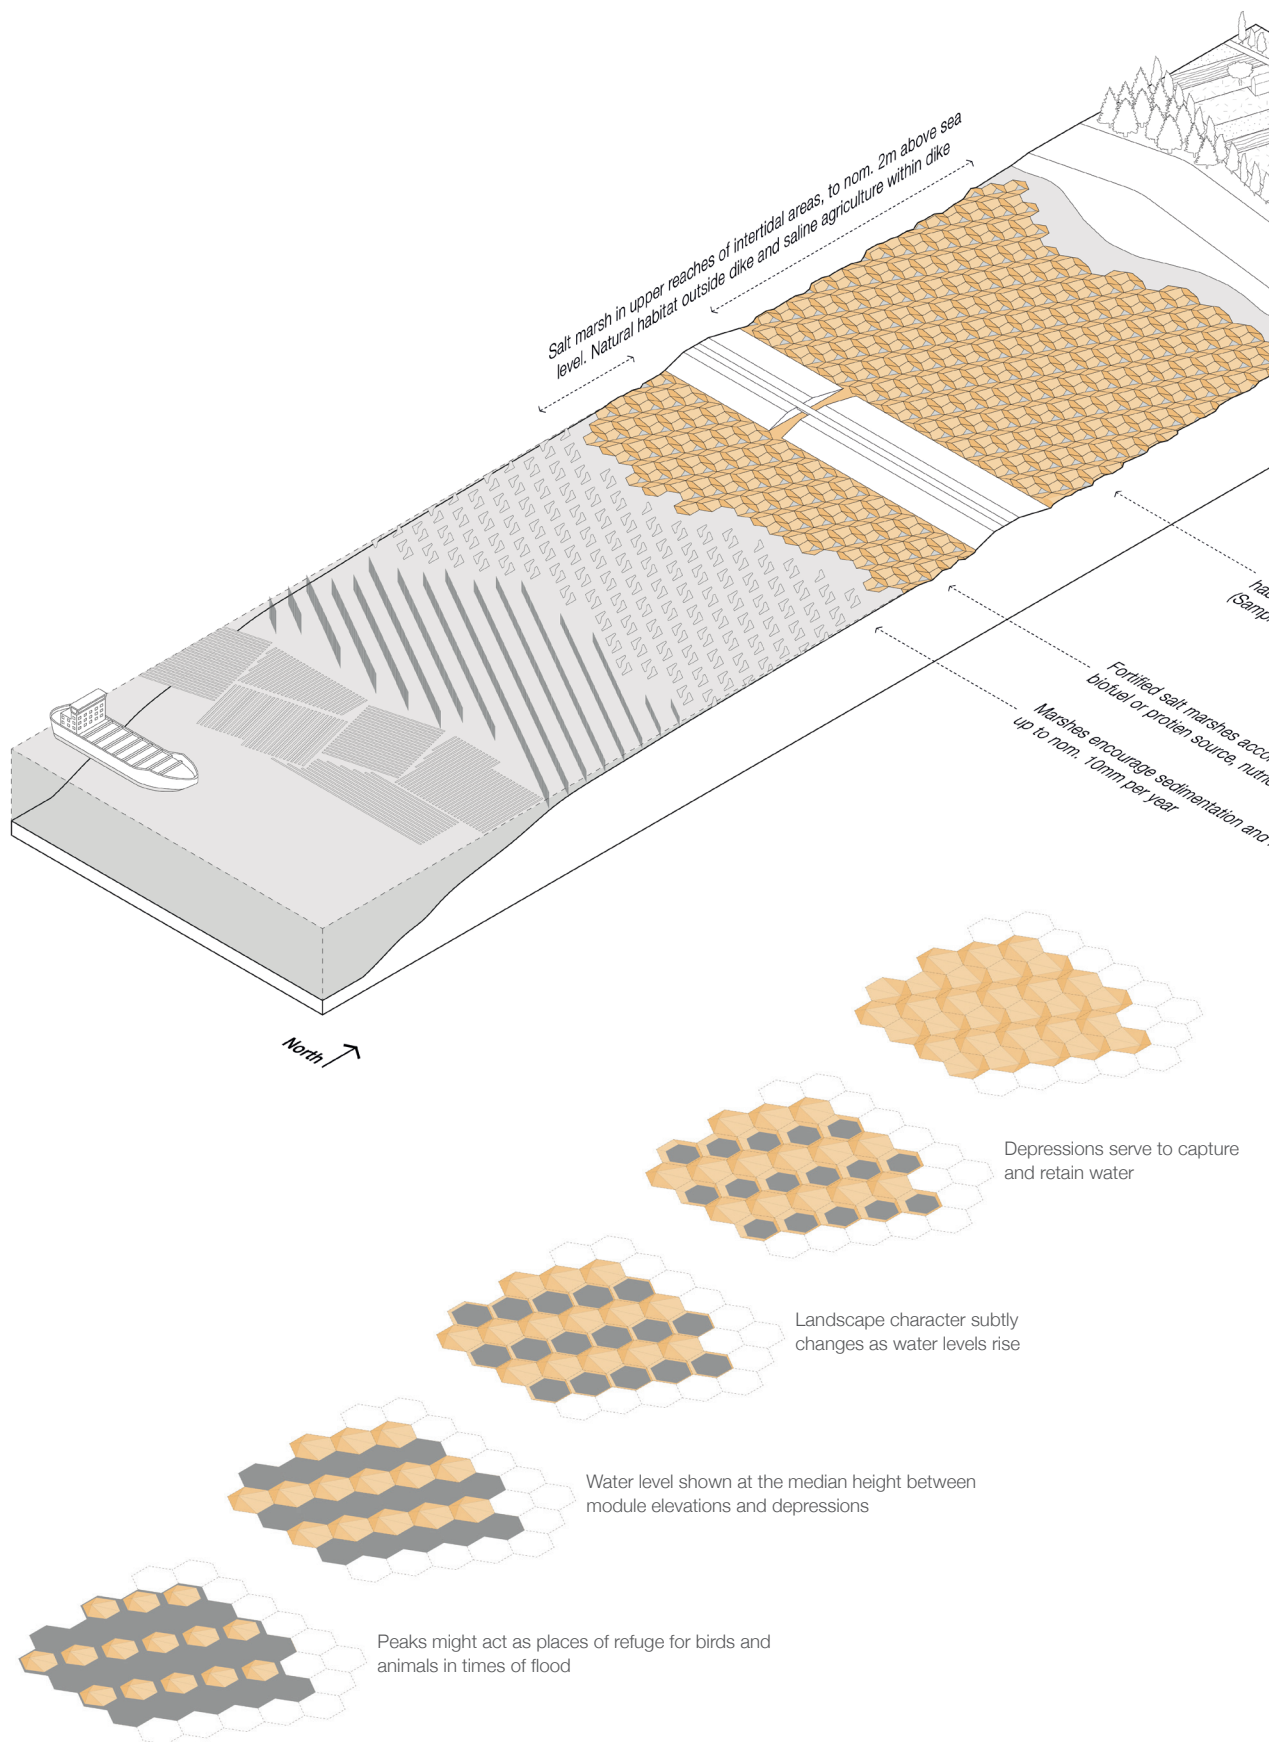 Salt marsh in upper reaches of intertidal areas, to nom. 2m above sea
level. Natural habitat outside dike and saline agriculture within dike
(Samp
Fortified salt marshes
biofuel or protien source,
Marshes encourage sedimentation and
up to nom. 10mm per year
North
Depressions serve to capture
and retain water
Landscape character subtly
changes as water levels rise
Water level shown at the median height between
module elevations and depressions
Peaks might act as places of refuge for birds and
animals in times of flood